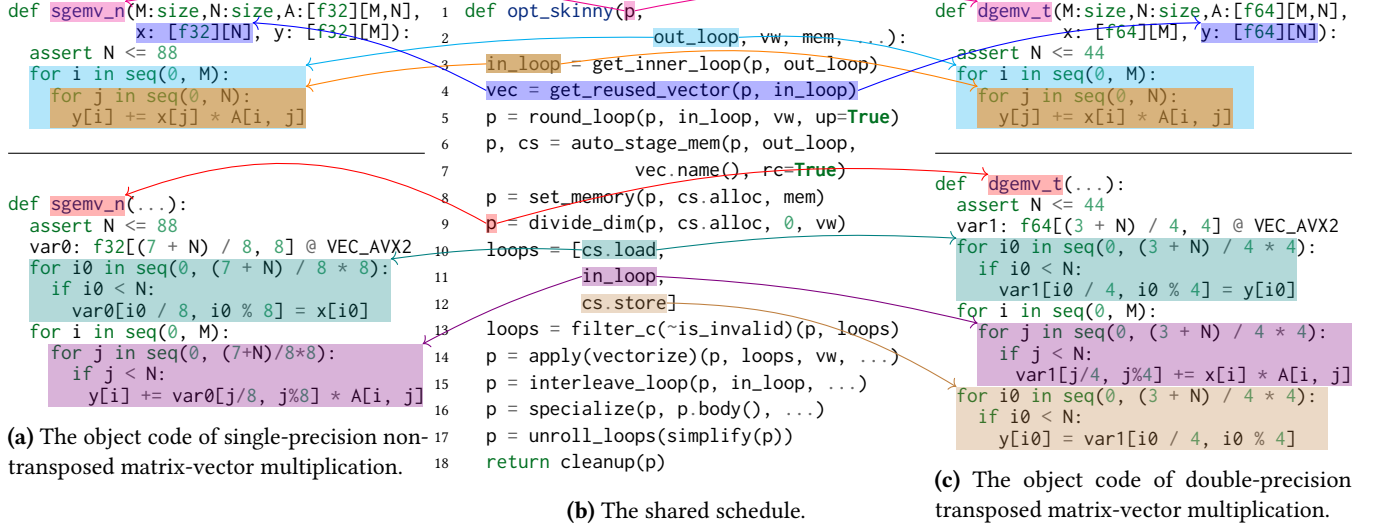 def sgemv_n(M:size,N:size,A:[f32][M,N],
x: [f32][N], y: [f32][M]):
assert N <= 88
for i in seq(0, M):
for j in seq(0, N):
y[i] += x[j] * A[i, j]
def sgemv_n(...):
assert N <= 88
var0: f32[(7 + N) / 8, 8] @ VEC_AVX2
for i0 in seq(0, (7 + N) / 8 * 8):
if i0 < N:
var0[i0 / 8, i0 % 8] = x[i0]
for i in seq(0, M):
for j in seq(0, (7+N)/8*8):
if j < N:
y[i] += var0[j/8, j%8] * A[i, j]
(a) The object code of single-precision non-
transposed matrix-vector multiplication.
1 def opt_skinny(p,
2 out_loop, vw, mem, ...):
3 in_loop = get_inner_loop(p, out_loop)
4 vec = get_reused_vector(p, in_loop)
5 p = round_loop(p, in_loop, vw, up=True)
6 p, cs = auto_stage_mem(p, out_loop,
7 vec.name(), rc=True)
8 p = set_memory(p, cs.alloc, mem)
9 p = divide_dim(p, cs.alloc, 0, vw)
10 loops = [cs.load,
11 in_loop,
12 cs.store]
13 loops = filter_c(~is_invalid)(p, loops)
14 p = apply(vectorize)(p, loops, vw, ...)
15 p = interleave_loop(p, in_loop, ...)
16 p = specialize(p, p.body(), ...)
17 p = unroll_loops(simplify(p))
18 return cleanup(p)
(b) The shared schedule.
def dgemv_t(M:size,N:size,A:[f64][M,N],
x: [f64][M], y: [f64][N]):
assert N <= 44
for i in seq(0, M):
for j in seq(0, N):
y[j] += x[i] * A[i, j]
def dgemv_t(...):
assert N <= 44
var1: f64[(3 + N) / 4, 4] @ VEC_AVX2
for i0 in seq(0, (3 + N) / 4 * 4):
if i0 < N:
var1[i0 / 4, i0 % 4] = y[i0]
for i in seq(0, M):
for j in seq(0, (3 + N) / 4 * 4):
if j < N:
var1[j/4, j%4] += x[i] * A[i, j]
for i0 in seq(0, (3 + N) / 4 * 4):
if i0 < N:
y[i0] = var1[i0 / 4, i0 % 4]
(c) The object code of double-precision
transposed matrix-vector multiplication.